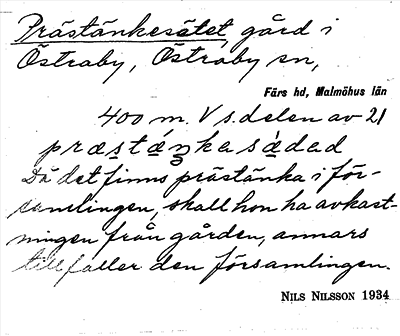 Prästänkesätet, gård i
Östraby, Östraby sn,
Färs hd, Malmöhus län
400 m. V s. delen av 21
præstæŋkasàdad
Då det finns prästänka i för-
samlingen, skall hon ha avkast-
ningen från gården, annars
tillfaller den församlingen.
NILS NILSSON 1934